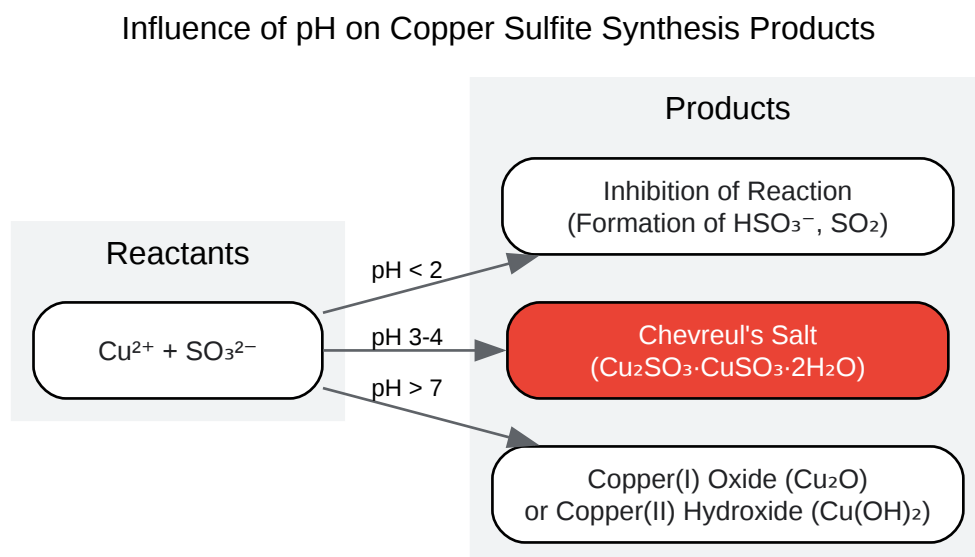 Influence of pH on Copper Sulfite Synthesis Products
Products
Inhibition of Reaction
(Formation of HSO₃⁻, SO₂)
Reactants
pH < 2
Cu²⁺ + SO₃²⁻
pH 3-4
Chevreul's Salt
(Cu₂SO₃·CuSO₃·2H₂O)
pH > 7
Copper(I) Oxide (Cu₂O)
or Copper(II) Hydroxide (Cu(OH)₂)